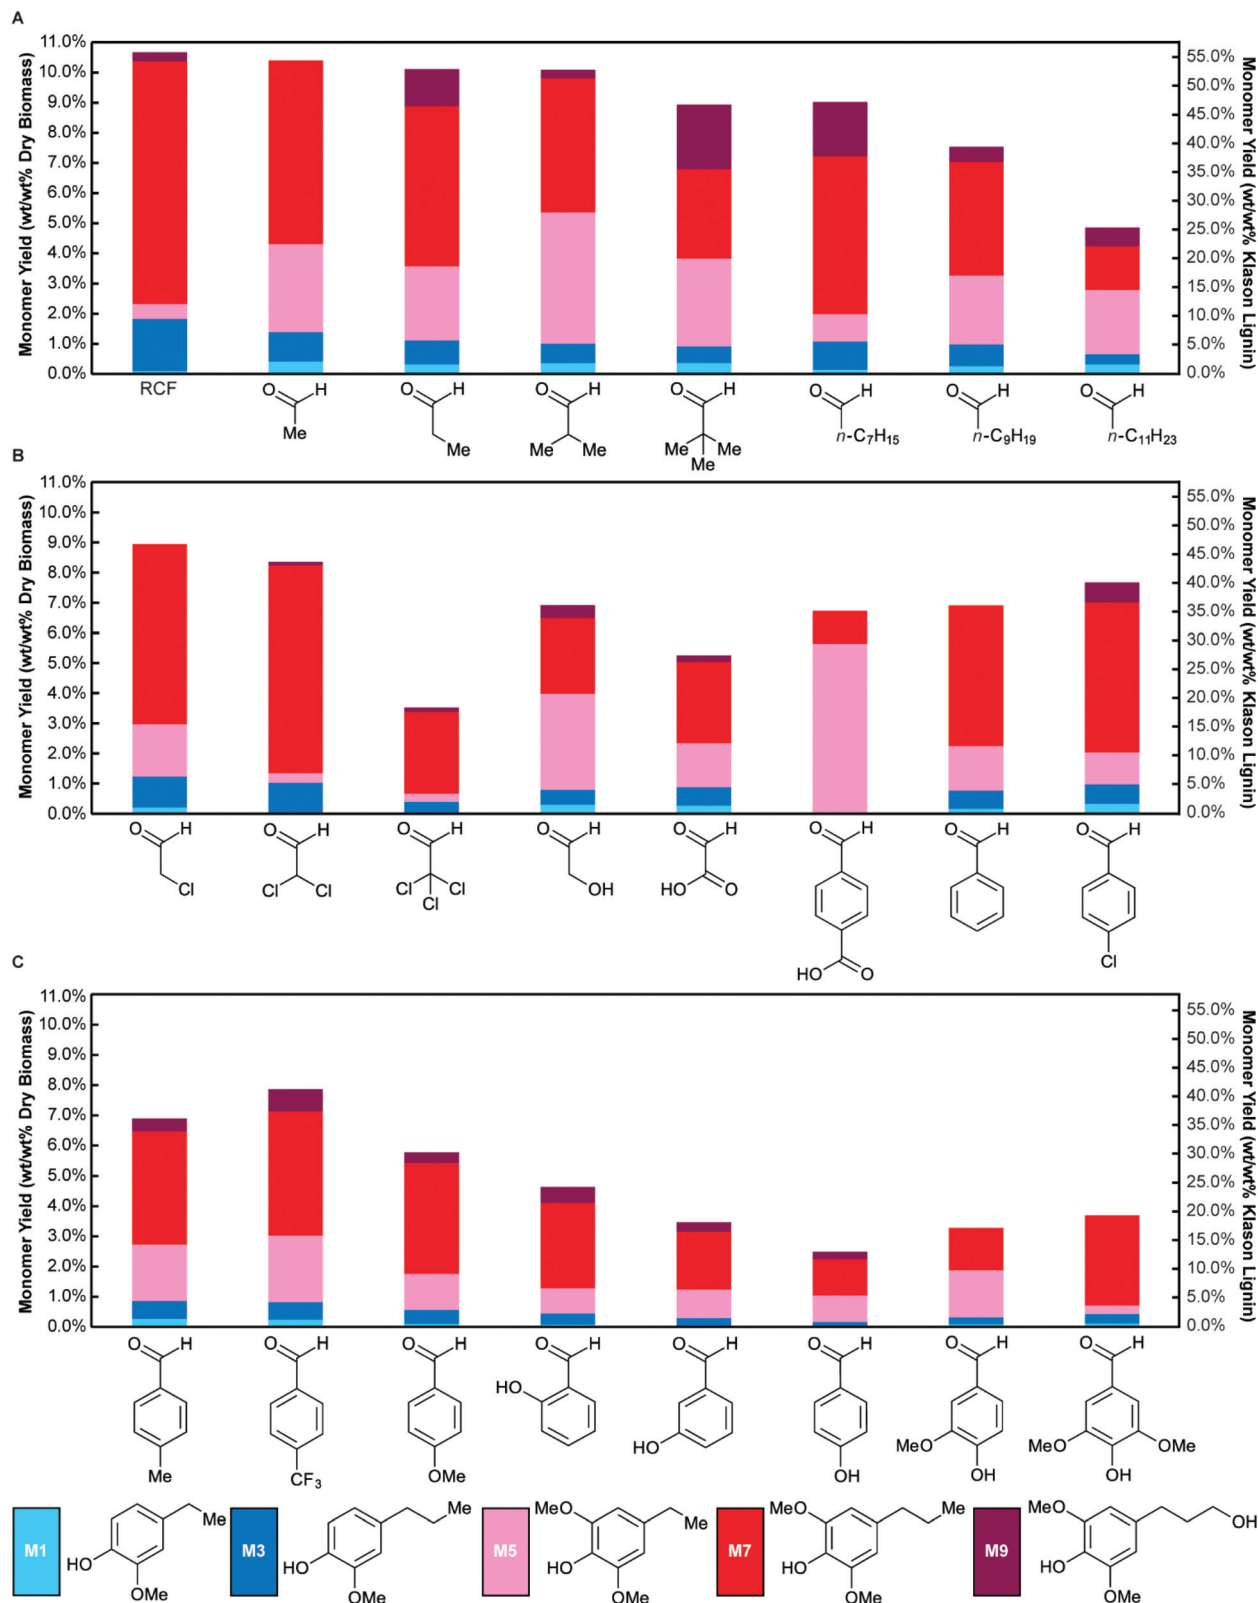 A
Monomer Yield (wt/wt% Dry Biomass)
11.0%
10.0%
9.0%
8.0%
7.0%
6.0%
5.0%
4.0%
3.0%
2.0%
1.0%
0.0%
55.0%
50.0%
45.0%
40.0%
35.0%
30.0%
25.0%
20.0%
15.0%
10.0%
5.0%
0.0%
Monomer Yield (wt/wt% Klason Lignin)
RCF
O H
Me
O H
Me
O H
Me Me
O H
Me Me
Me
O H
n-C7H15
O H
n-C9H19
O H
n-C11H23
B
Monomer Yield (wt/wt% Dry Biomass)
11.0%
10.0%
9.0%
8.0%
7.0%
6.0%
5.0%
4.0%
3.0%
2.0%
1.0%
0.0%
55.0%
50.0%
45.0%
40.0%
35.0%
30.0%
25.0%
20.0%
15.0%
10.0%
5.0%
0.0%
Monomer Yield (wt/wt% Klason Lignin)
O H
Cl
O H
Cl Cl
O H
Cl Cl
Cl
O H
OH
O H
HO O
O H
HO O
O H
O H
Cl
C
Monomer Yield (wt/wt% Dry Biomass)
11.0%
10.0%
9.0%
8.0%
7.0%
6.0%
5.0%
4.0%
3.0%
2.0%
1.0%
0.0%
55.0%
50.0%
45.0%
40.0%
35.0%
30.0%
25.0%
20.0%
15.0%
10.0%
5.0%
0.0%
Monomer Yield (wt/wt% Klason Lignin)
O H
Me
O H
CF3
O H
OMe
O H
HO
O H
HO
O H
OH
O H
MeO
OH
O H
MeO OMe
OH
M1
Me
HO
OMe
M3
Me
HO
OMe
M5
MeO
Me
HO
OMe
M7
MeO
Me
HO
OMe
M9
MeO
OH
HO
OMe